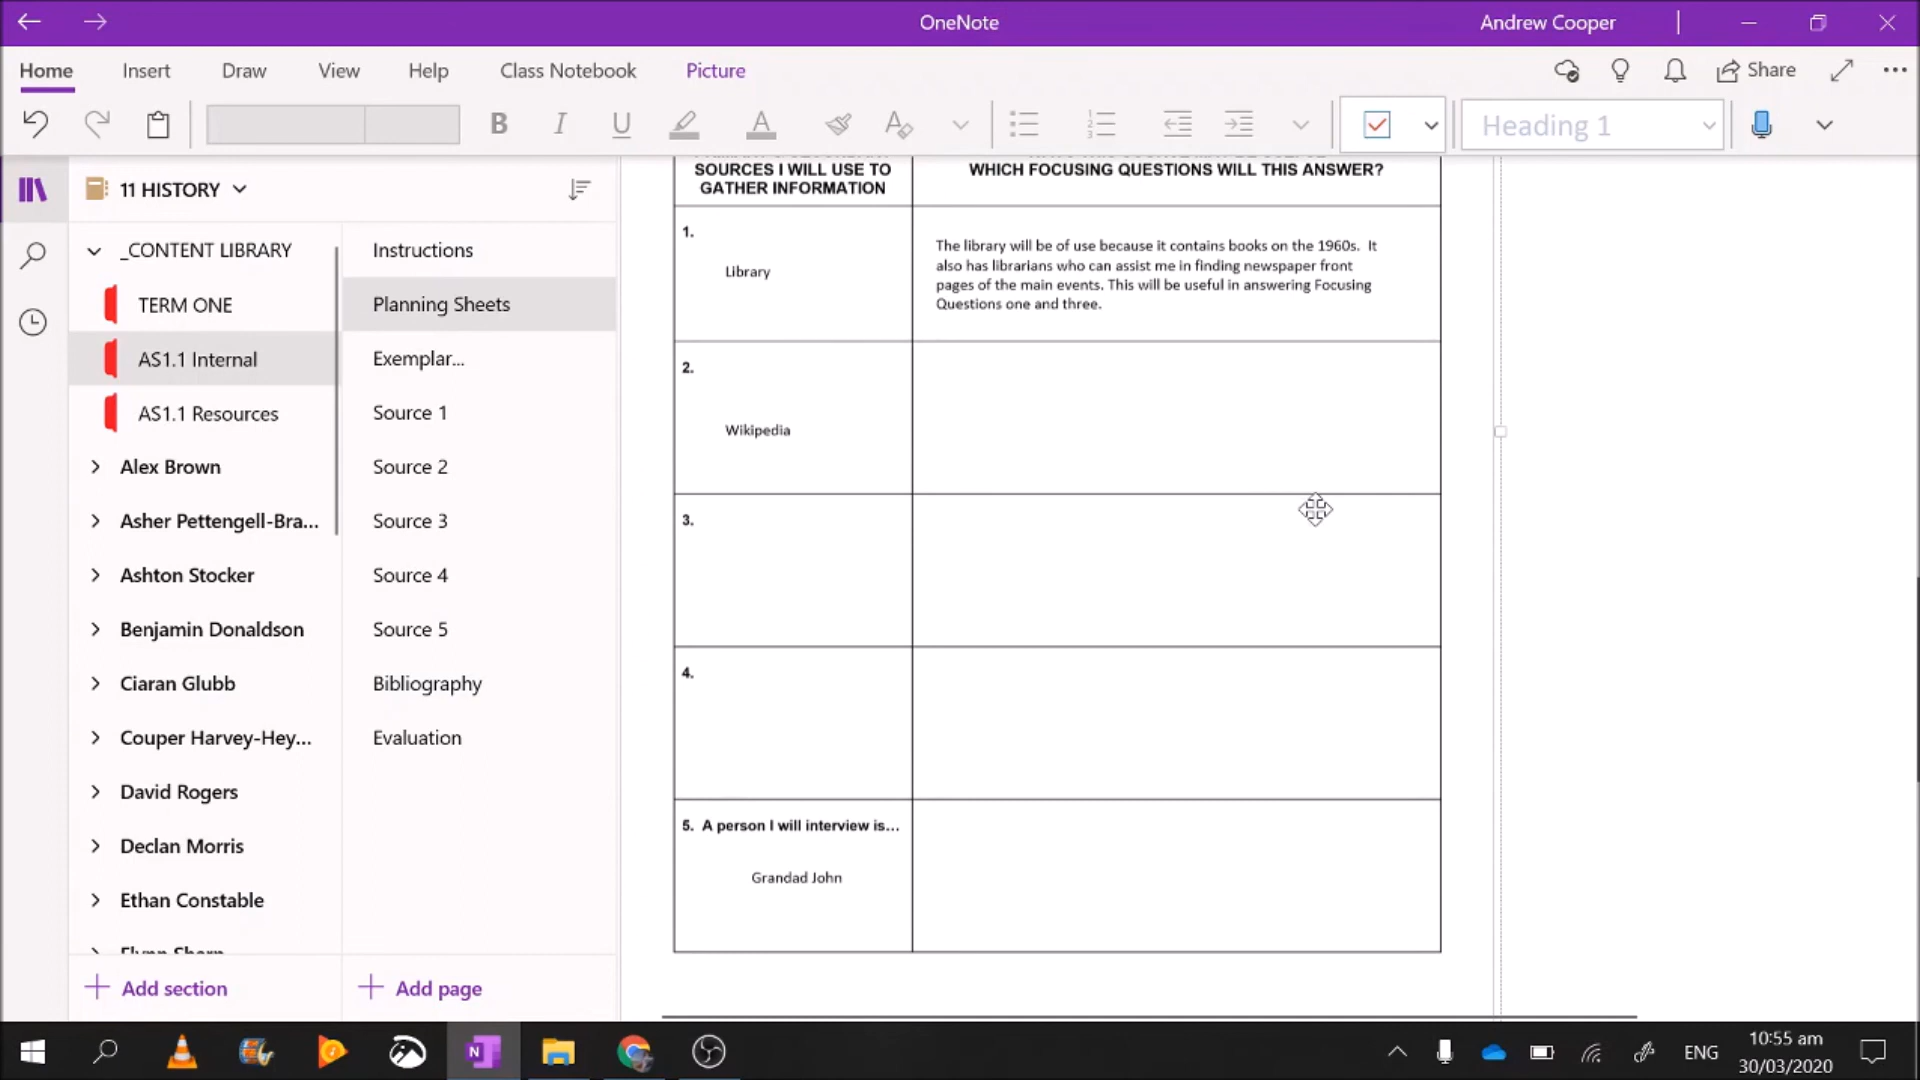 OneNote
Andrew Cooper
Home
Insert
Draw
View
Help
Class Notebook
Picture
Share
B
I
U
A
A
Heading 1
11 HISTORY
_CONTENT LIBRARY
TERM ONE
AS1.1 Internal
AS1.1 Resources
Alex Brown
Asher Pettengell-Bra...
Ashton Stocker
Benjamin Donaldson
Ciaran Glubb
Couper Harvey-Hey...
David Rogers
Declan Morris
Ethan Constable
Add section
Instructions
Planning Sheets
Exemplar...
Source 1
Source 2
Source 3
Source 4
Source 5
Bibliography
Evaluation
Add page
SOURCES I WILL USE TO
GATHER INFORMATION
WHICH FOCUSING QUESTIONS WILL THIS ANSWER?
1.
Library
The library will be of use because it contains books on the 1960s. It
also has librarians who can assist me in finding newspaper front
pages of the main events. This will be useful in answering Focusing
Questions one and three.
2.
Wikipedia
3.
4.
5. A person I will interview is...
Grandad John
N
ENG
10:55 am
30/03/2020